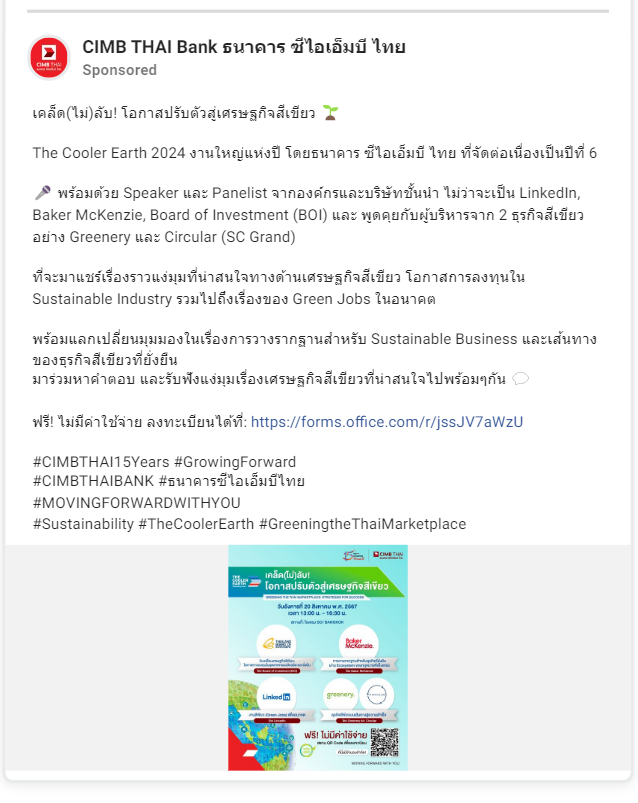 CIMB THAI Bank ธนาคาร ซีไอเอ็มบี ไทย
Sponsored
เคล็ด(ไม่)ลับ! โอกาสปรับตัวสู่เศรษฐกิจสีเขียว
The Cooler Earth 2024 งานใหญ่แห่งปี โดยธนาคาร ซีไอเอ็มบี ไทย ที่จัดต่อเนื่องเป็นปีที่ 6
พร้อมด้วย Speaker และ Panelist จากองค์กรและบริษัทชั้นนำ ไม่ว่าจะเป็น LinkedIn,
Baker McKenzie, Board of Investment (BOI) และ พูดคุยกับผู้บริหารจาก 2 ธุรกิจสีเขียว
อย่าง Greenery และ Circular (SC Grand)
ที่จะมาแชร์เรื่องราวแง่มุมที่น่าสนใจทางด้านเศรษฐกิจสีเขียว โอกาสการลงทุนใน
Sustainable Industry รวมไปถึงเรื่องของ Green Jobs ในอนาคต
พร้อมแลกเปลี่ยนมุมมองในเรื่องการวางรากฐานสำหรับ Sustainable Business และเส้นทาง
ของธุรกิจสีเขียวที่ยั่งยืน
มาร่วมหาคำตอบ และรับฟังแง่มุมเรื่องเศรษฐกิจสีเขียวที่น่าสนใจไปพร้อมๆกัน
ฟรี! ไม่มีค่าใช้จ่าย ลงทะเบียนได้ที่: https://forms.office.com/r/jssJV7aWzU
#CIMBTHAI15Years #GrowingForward
#CIMBTHAIBANK #ธนาคารซีไอเอ็มบีไทย
#MOVINGFORWARDWITHYOU
#Sustainability #TheCoolerEarth #GreeningtheThaiMarketplace
CIMB THAI
THE COOLER EARTH
เคล็ด(ไม่)ลับ!
โอกาสปรับตัวสู่เศรษฐกิจสีเขียว
วันอังคารที่ 20 สิงหาคม พ.ศ. 2567
เวลา 13:00 น. - 16:30 น.
Baker McKenzie.
LinkedIn
greenery.
ฟรี! ไม่มีค่าใช้จ่าย